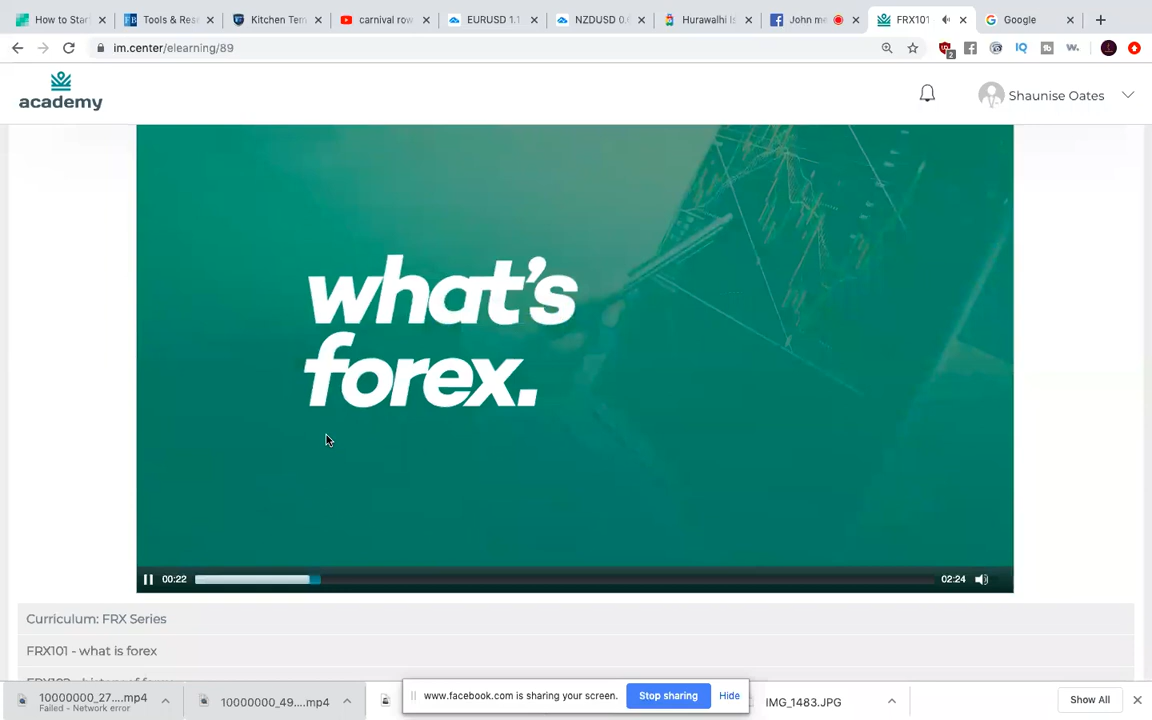 How to Star
Tools & Res
Kitchen Tem
carnival row
EURUSD 1.1
NZDUSD 0.
Hurawalhi Is
John me
FRX101
Google
im.center/elearning/89
2
IQ
w.
academy
Shaunise Oates
what's
forex.
00:22
02:24
Curriculum: FRX Series
FRX101 - what is forex
10000000_27....mp4
Failed - Network error
10000000_49....mp4
www.facebook.com is sharing your screen.
Stop sharing
Hide
IMG_1483.JPG
Show All